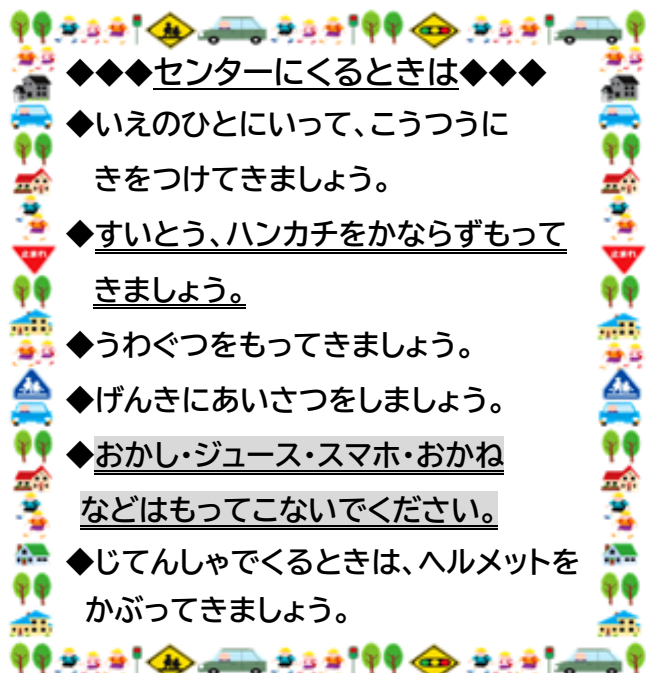 ◆◆◆センターにくるときは◆◆◆
◆いえのひとにいって、こうつうに
きをつけてきましょう。
◆すいとう、ハンカチをかならずもって
きましょう。
◆うわぐつをもってきましょう。
◆げんきにあいさつをしましょう。
◆おかし・ジュース・スマホ・おかね
などはもってこないでください。
◆じてんしゃでくるときは、ヘルメットを
かぶってきましょう。